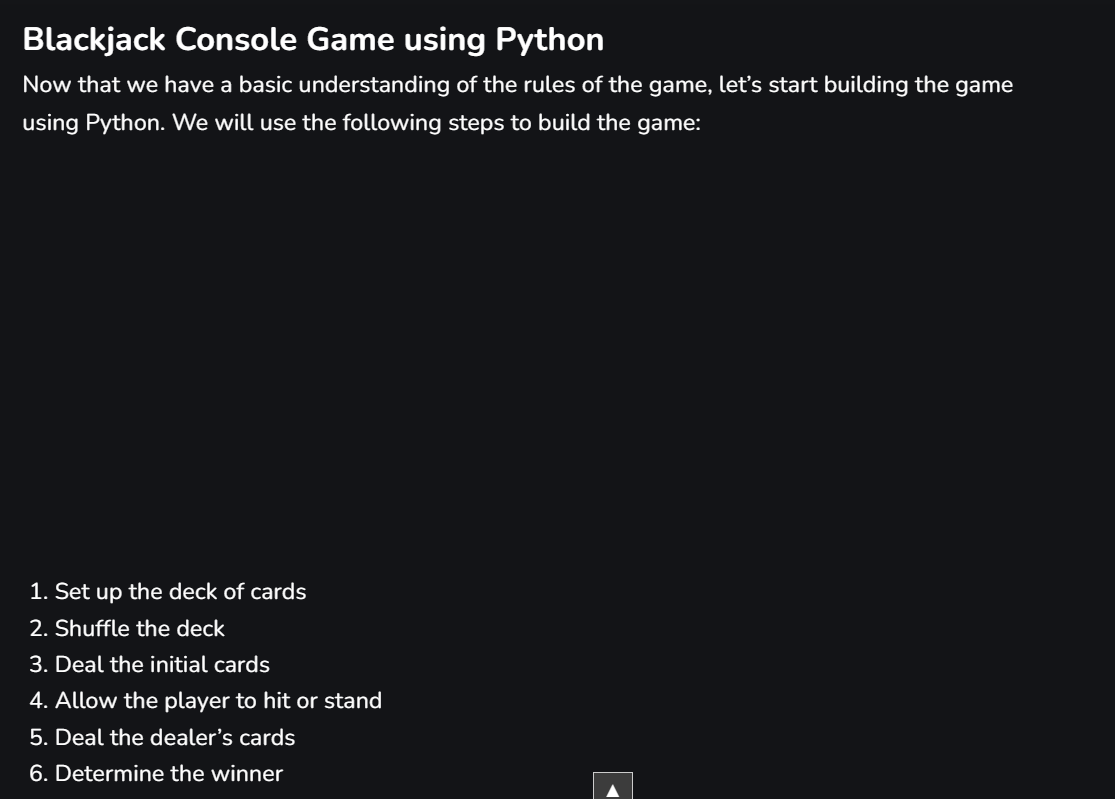 Blackjack Console Game using Python
Now that we have a basic understanding of the rules of the game, let’s start building the game
using Python. We will use the following steps to build the game:
1. Set up the deck of cards
2. Shuffle the deck
3. Deal the initial cards
4. Allow the player to hit or stand
5. Deal the dealer’s cards
6. Determine the winner